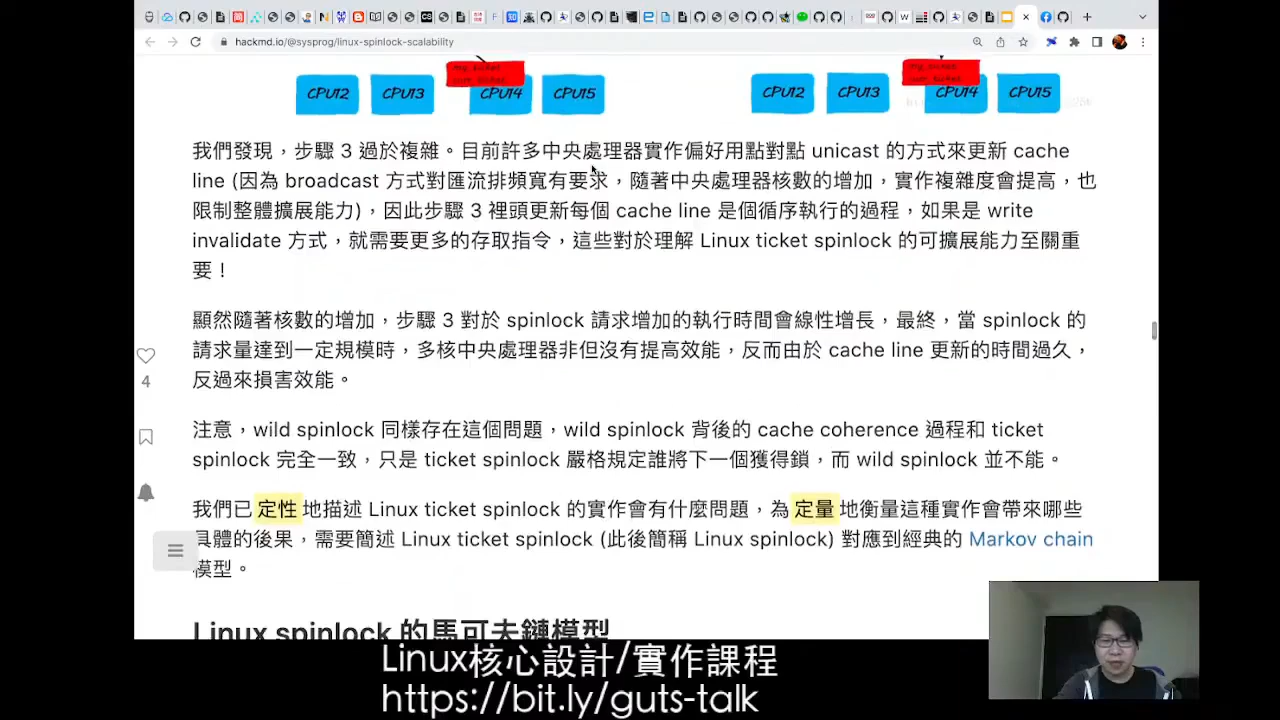 hackmd.io/@sysprog/linux-spinlock-scalability
CPU12 CPU13 CPU14 CPU15 CPU12 CPU13 CPU14 CPU15
我們發現，步驟 3 過於複雜。目前許多中央處理器實作偏好用點對點 unicast 的方式來更新 cache
line (因為 broadcast 方式對匯流排頻寬有要求，隨著中央處理器核數的增加，實作複雜度會提高，也
限制整體擴展能力)，因此步驟 3 裡頭更新每個 cache line 是個循序執行的過程，如果是 write
invalidate 方式，就需要更多的存取指令，這些對於理解 Linux ticket spinlock 的可擴展能力至關重
要！
顯然隨著核數的增加，步驟 3 對於 spinlock 請求增加的執行時間會線性增長，最終，當 spinlock 的
請求量達到一定規模時，多核中央處理器非但沒有提高效能，反而由於 cache line 更新的時間過久，
反過來損害效能。
4
注意，wild spinlock 同樣存在這個問題，wild spinlock 背後的 cache coherence 過程和 ticket
spinlock 完全一致，只是 ticket spinlock 嚴格規定誰將下一個獲得鎖，而 wild spinlock 並不能。
我們已 定性 地描述 Linux ticket spinlock 的實作會有什麼問題，為 定量 地衡量這種實作會帶來哪些
具體的後果，需要簡述 Linux ticket spinlock (此後簡稱 Linux spinlock) 對應到經典的 Markov chain
模型。
Linux spinlock 的馬可夫鏈模型
Linux核心設計/實作課程
https://bit.ly/guts-talk